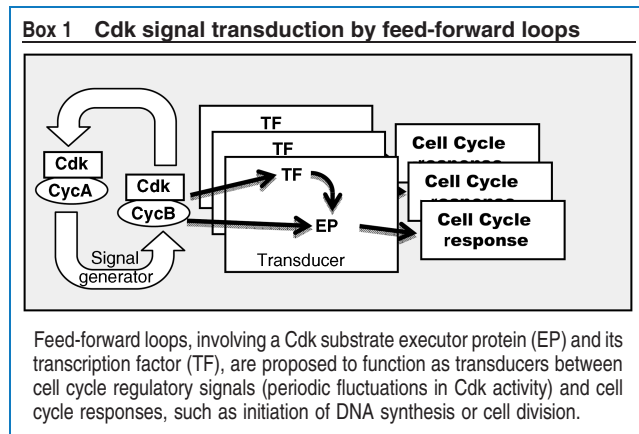 Box 1 Cdk signal transduction by feed-forward loops
TF
TF
TF
EP
Transducer
Cdk
CycA
Cdk
CycB
Signal
generator
Cell Cycle
response
Cell Cycle
response
Cell Cycle
response
Feed-forward loops, involving a Cdk substrate executor protein (EP) and its
transcription factor (TF), are proposed to function as transducers between
cell cycle regulatory signals (periodic fluctuations in Cdk activity) and cell
cycle responses, such as initiation of DNA synthesis or cell division.